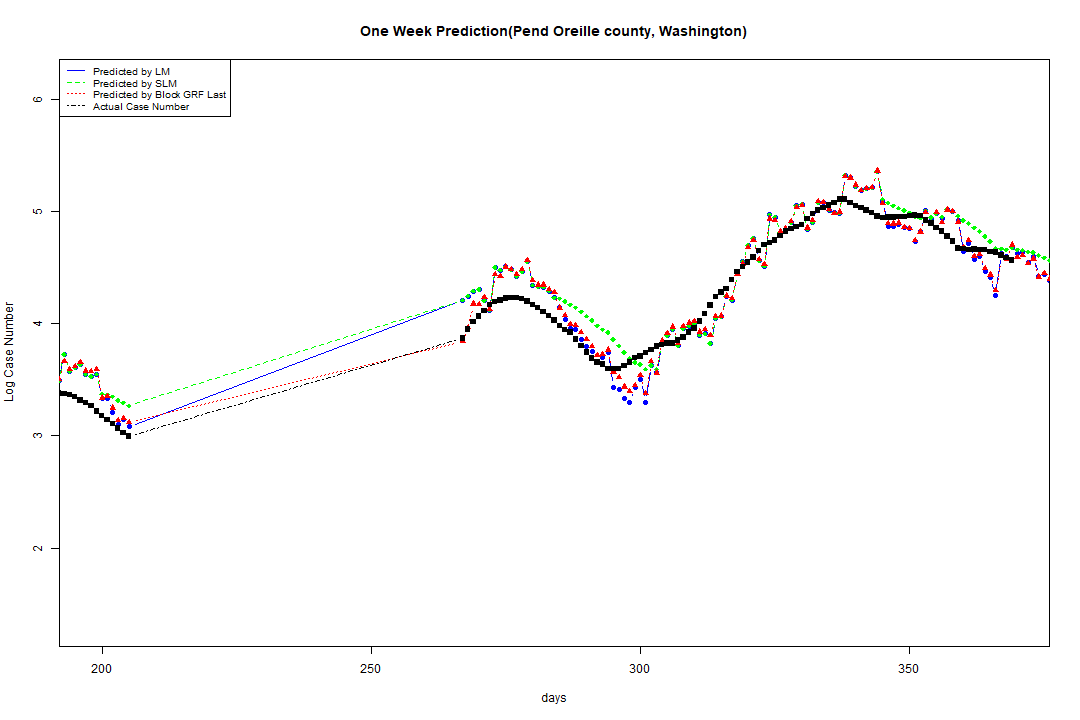 One Week Prediction(Pend Oreille county, Washington)
Predicted by LM
Predicted by SLM
Predicted by Block GRF Last
Actual Case Number
6
5
4
3
2
Log Case Number
200
250
300
350
days